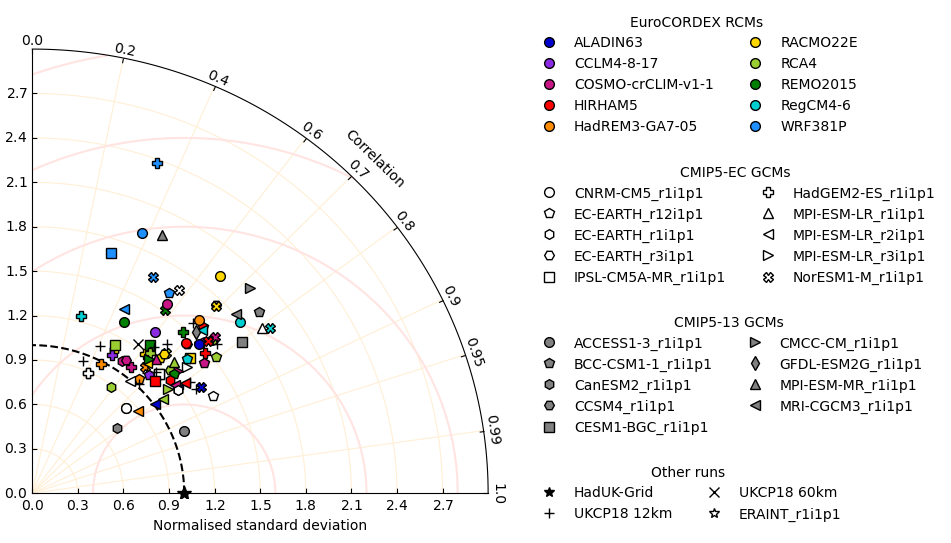 0.0
0.2
0.4
0.6
0.7
0.8
0.9
0.95
0.99
1.0
Correlation
2.7
2.4
2.1
1.8
1.5
1.2
0.9
0.6
0.3
0.0
0.0 0.3 0.6 0.9 1.2 1.5 1.8 2.1 2.4 2.7
Normalised standard deviation
EuroCORDEX RCMs
ALADIN63 RACMO22E
CCLM4-8-17 RCA4
COSMO-crCLIM-v1-1 REMO2015
HIRHAM5 RegCM4-6
HadREM3-GA7-05 WRF381P
CMIP5-EC GCMs
CNRM-CM5_r1i1p1 HadGEM2-ES_r1i1p1
EC-EARTH_r12i1p1 MPI-ESM-LR_r1i1p1
EC-EARTH_r1i1p1 MPI-ESM-LR_r2i1p1
EC-EARTH_r3i1p1 MPI-ESM-LR_r3i1p1
IPSL-CM5A-MR_r1i1p1 NorESM1-M_r1i1p1
CMIP5-13 GCMs
ACCESS1-3_r1i1p1 CMCC-CM_r1i1p1
BCC-CSM1-1_r1i1p1 GFDL-ESM2G_r1i1p1
CanESM2_r1i1p1 MPI-ESM-MR_r1i1p1
CCSM4_r1i1p1 MRI-CGCM3_r1i1p1
CESM1-BGC_r1i1p1
Other runs
HadUK-Grid UKCP18 60km
UKCP18 12km ERAINT_r1i1p1